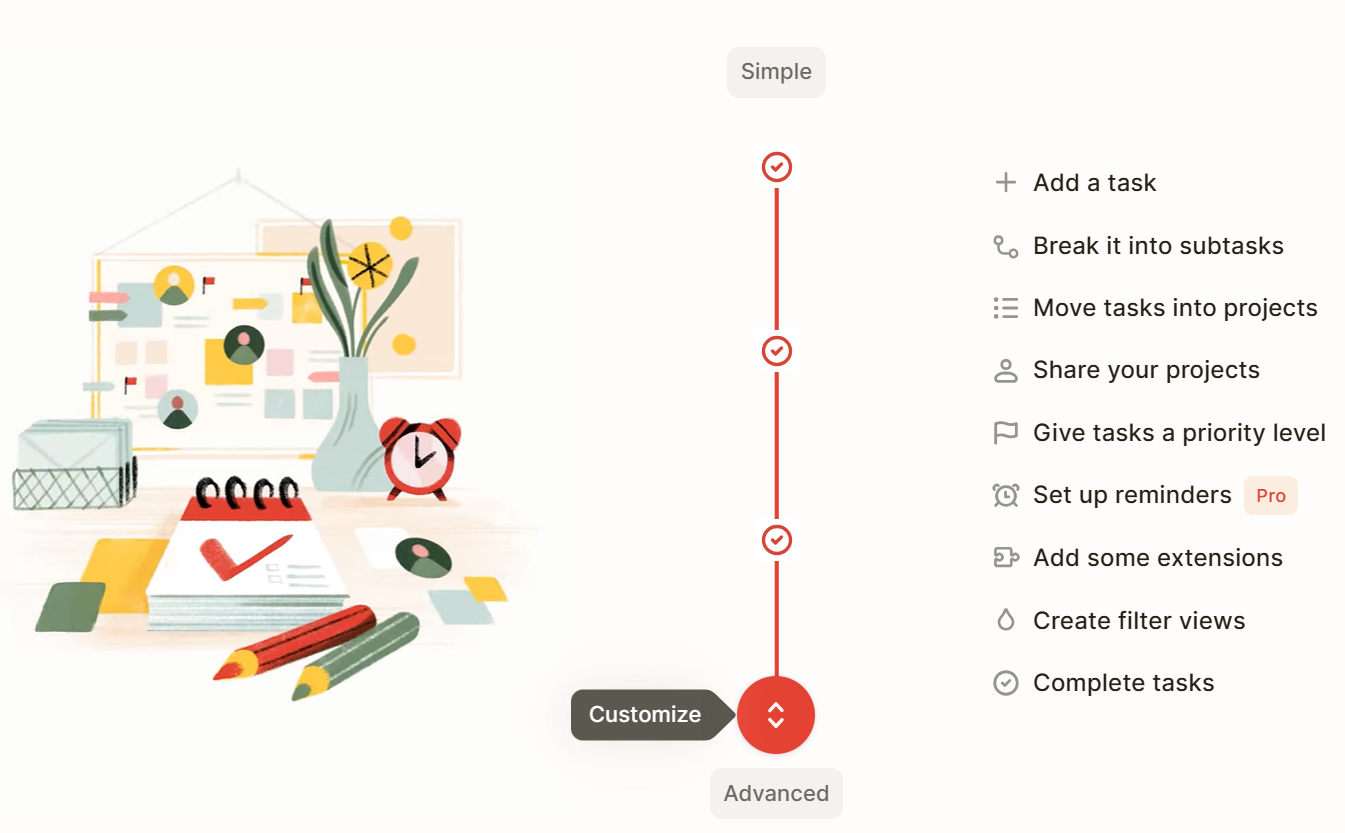 Simple
Customize
Advanced
Add a task
Break it into subtasks
Move tasks into projects
Share your projects
Give tasks a priority level
Set up reminders Pro
Add some extensions
Create filter views
Complete tasks